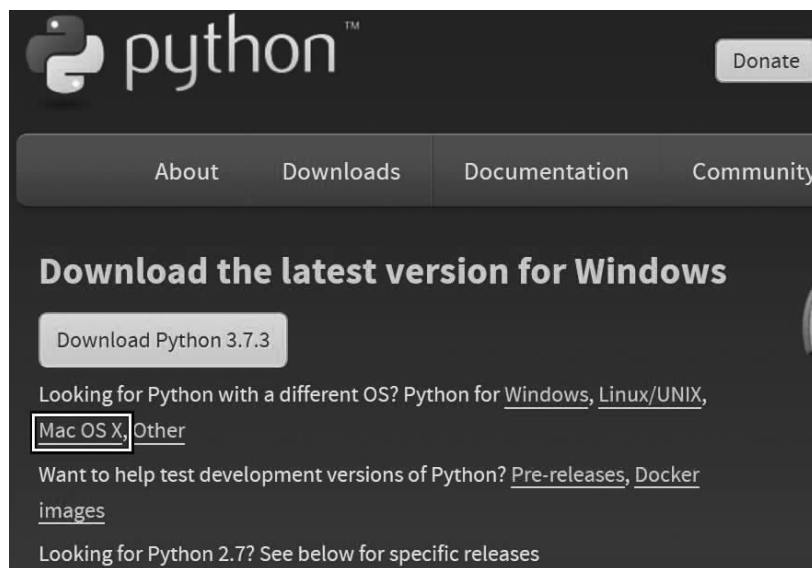 python™
Donate
About Downloads Documentation Community
Download the latest version for Windows
Download Python 3.7.3
Looking for Python with a different OS? Python for Windows, Linux/UNIX,
Mac OS X, Other
Want to help test development versions of Python? Pre-releases, Docker
images
Looking for Python 2.7? See below for specific releases